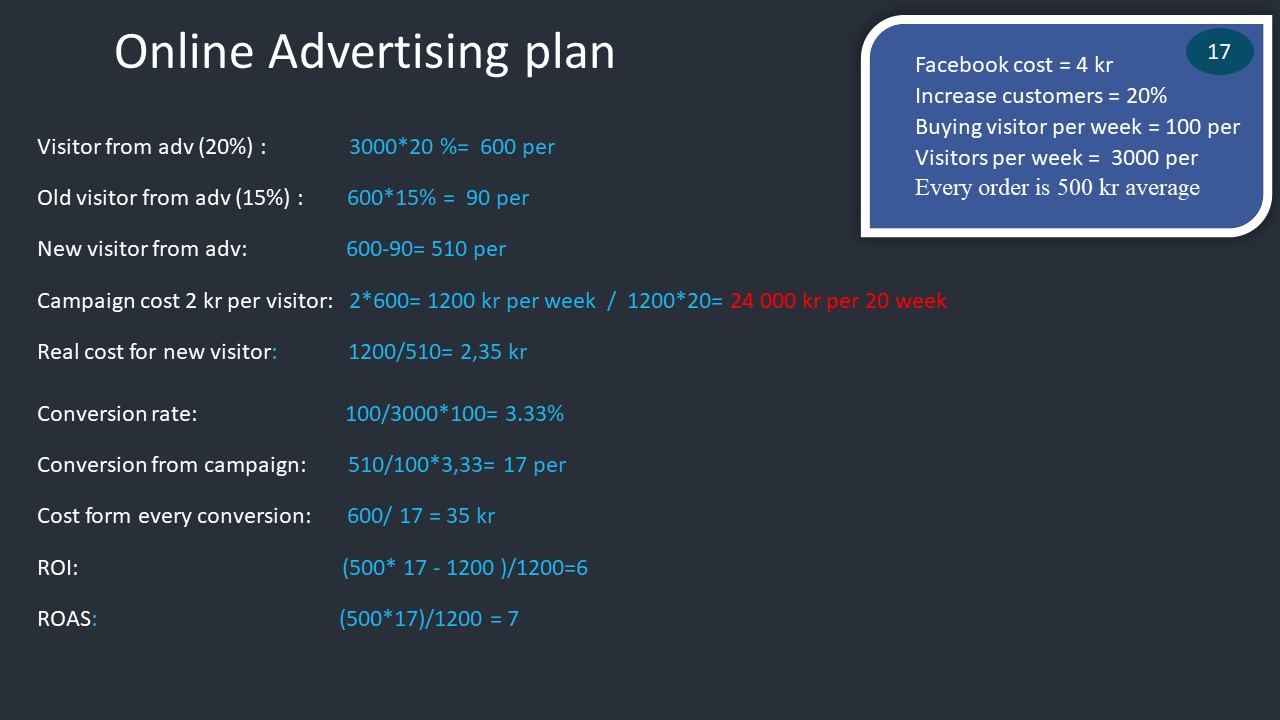 Online Advertising plan
17
Facebook cost = 4 kr
Increase customers = 20%
Buying visitor per week = 100 per
Visitors per week = 3000 per
Every order is 500 kr average
Visitor from adv (20%) : 3000*20 %= 600 per
Old visitor from adv (15%) : 600*15% = 90 per
New visitor from adv: 600-90= 510 per
Campaign cost 2 kr per visitor: 2*600= 1200 kr per week / 1200*20= 24 000 kr per 20 week
Real cost for new visitor: 1200/510= 2,35 kr
Conversion rate: 100/3000*100= 3.33%
Conversion from campaign: 510/100*3,33= 17 per
Cost form every conversion: 600/ 17 = 35 kr
ROI: (500* 17 - 1200 )/1200=6
ROAS: (500*17)/1200 = 7